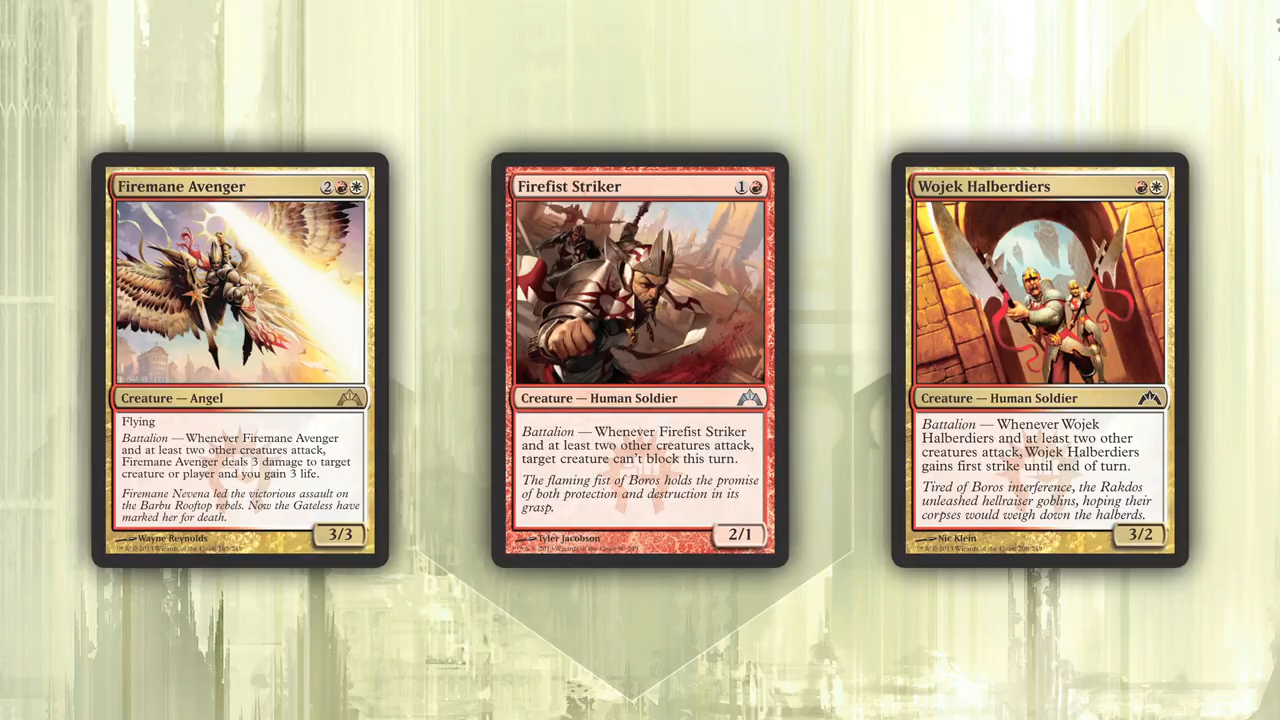 Firemane Avenger 2
Flying
Creature — Angel
Battalion — Whenever Firemane Avenger
and at least two other creatures attack,
Firemane Avenger deals 3 damage to target
creature or player and you gain 3 life.
Firemane Nevena led the victorious assault on
the Barbu Rooftop rebels. Now the Gateless have
marked her for death.
3/3
Wayne Reynolds
Firefist Striker 1
Creature — Human Soldier
Battalion — Whenever Firefist Striker
and at least two other creatures attack,
target creature can't block this turn.
The flaming fist of Boros holds the promise
of both protection and destruction in its
grasp.
2/1
Tyler Jacobson
Wojek Halberdiers
Creature — Human Soldier
Battalion — Whenever Wojek
Halberdiers and at least two other
creatures attack, Wojek Halberdiers
gains first strike until end of turn.
Tired of Boros interference, the Rakdos
unleashed hellraiser goblins, hoping their
corpses would weigh down the halberds.
3/2
Nic Klein